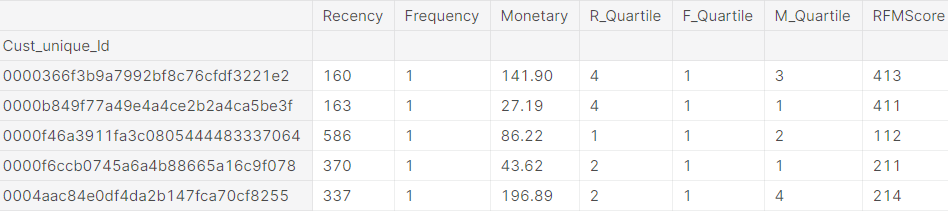 Recency Frequency Monetary R_Quartile F_Quartile M_Quartile RFMScore
Cust_unique_Id
0000366f3b9a7992bf8c76cfdf3221e2 160 1 141.90 4 1 3 413
0000b849f77a49e4a4ce2b2a4ca5be3f 163 1 27.19 4 1 1 411
0000f46a3911fa3c0805444483337064 586 1 86.22 1 1 2 112
0000f6ccb0745a6a4b88665a16c9f078 370 1 43.62 2 1 1 211
0004aac84e0df4da2b147fca70cf8255 337 1 196.89 2 1 4 214